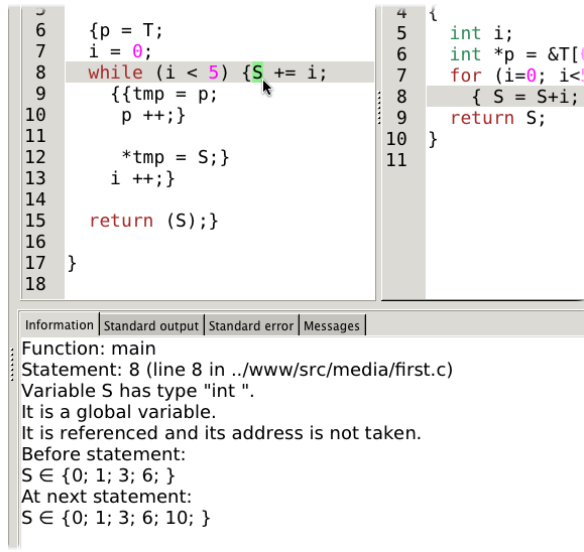 5
6 {p = T;
7 i = 0;
8 while (i < 5) {S += i;
9 {{tmp = p;
10 p ++;}
11
12 *tmp = S;}
13 i ++;}
14
15 return (S);}
16
17 }
18
4 {
5 int i;
6 int *p = &T[
7 for (i=0; i<
8 { S = S+i;
9 return S;
10 }
11
Information Standard output Standard error Messages
Function: main
Statement: 8 (line 8 in ../www/src/media/first.c)
Variable S has type "int ".
It is a global variable.
It is referenced and its address is not taken.
Before statement:
S ∈ {0; 1; 3; 6; }
At next statement:
S ∈ {0; 1; 3; 6; 10; }